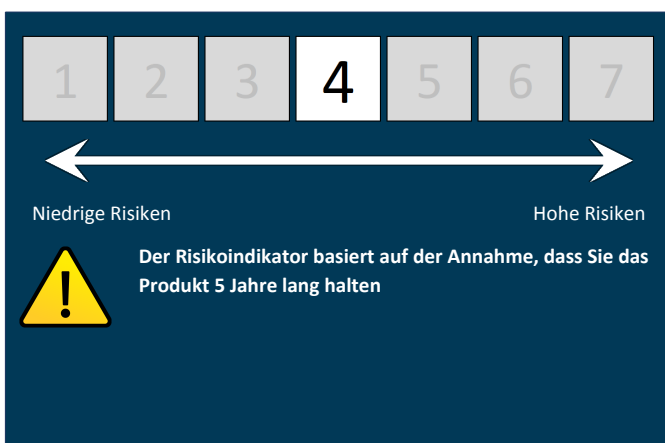 1 2 3 4 5 6 7
Niedrige Risiken Hohe Risiken
Der Risikoindikator basiert auf der Annahme, dass Sie das
Produkt 5 Jahre lang halten